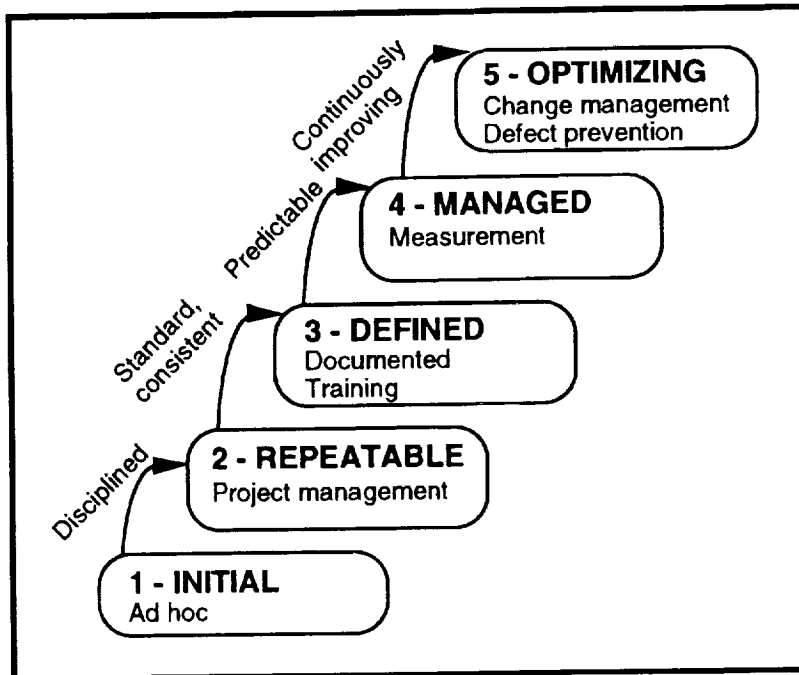 Continuously
improving
5 - OPTIMIZING
Change management
Defect prevention
Predictable
4 - MANAGED
Measurement
Standard,
consistent
3 - DEFINED
Documented
Training
Disciplined
2 - REPEATABLE
Project management
1 - INITIAL
Ad hoc